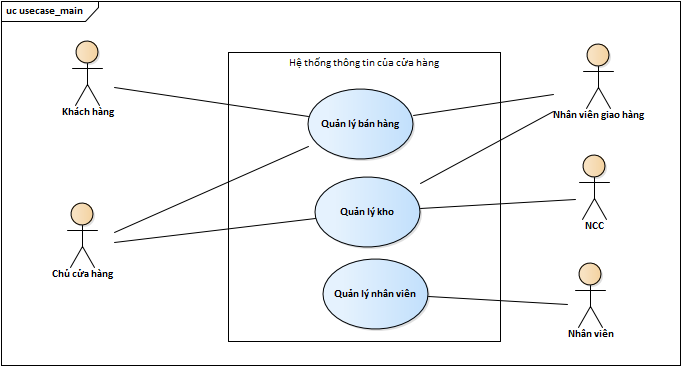 uc usecase_main
Hệ thống thông tin của cửa hàng
Khách hàng
Quản lý bán hàng
Nhân viên giao hàng
Quản lý kho
NCC
Chủ cửa hàng
Quản lý nhân viên
Nhân viên